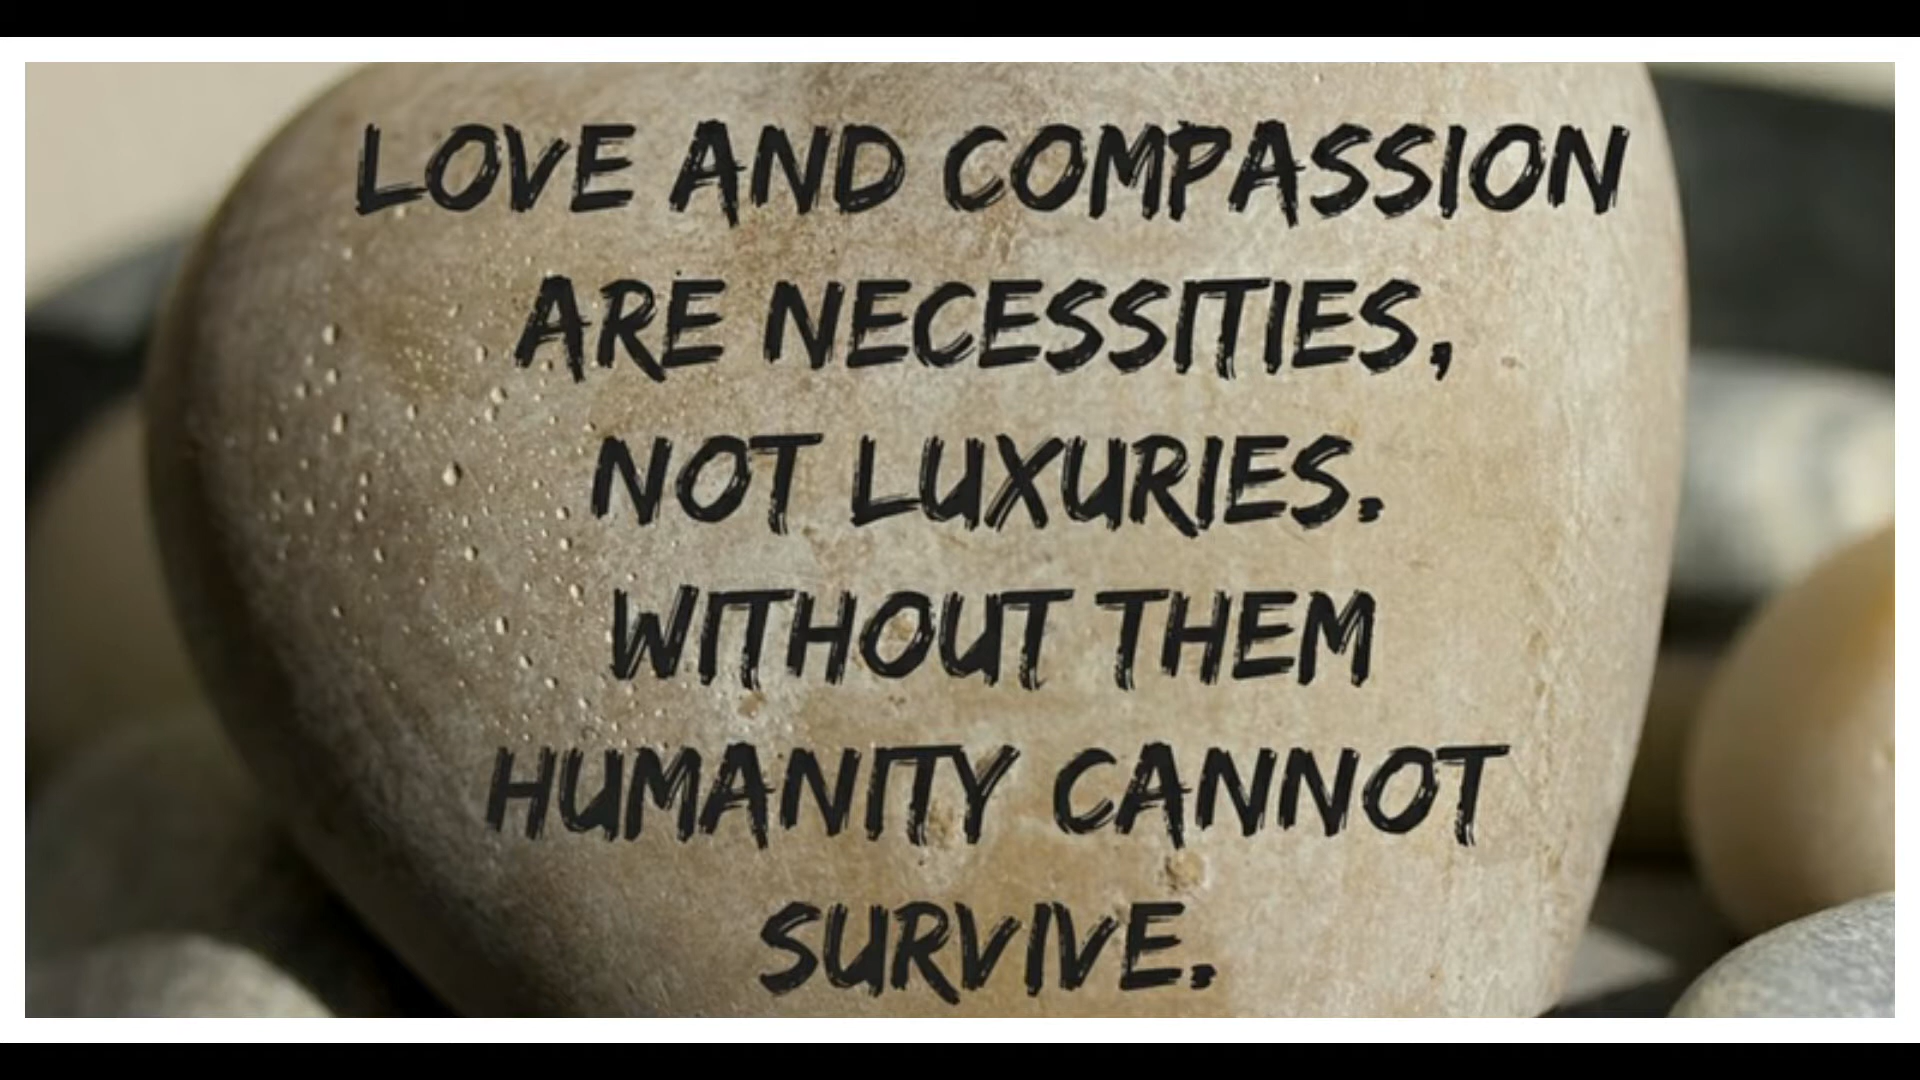 LOVE AND COMPASSION
ARE NECESSITIES,
NOT LUXURIES.
WITHOUT THEM
HUMANITY CANNOT
SURVIVE.